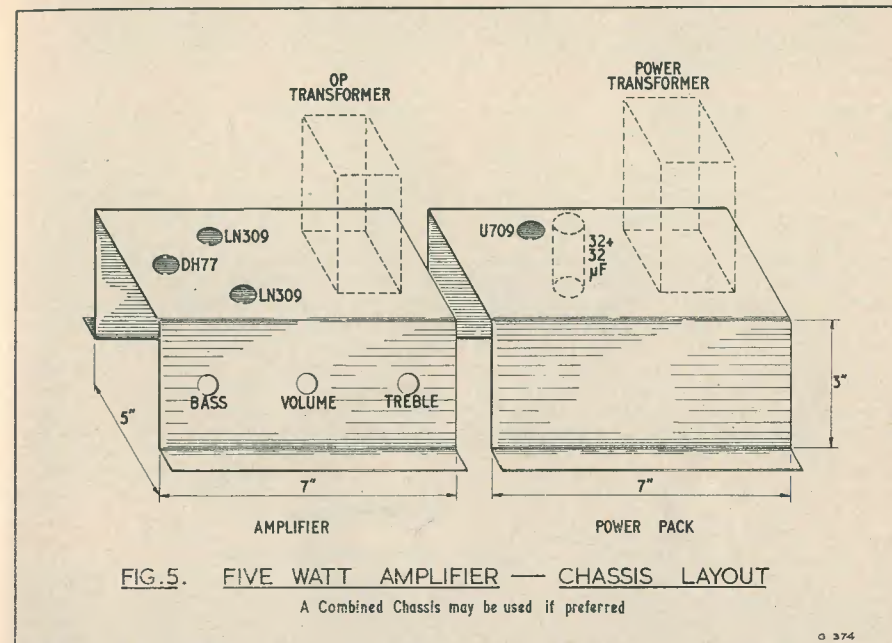 OP
TRANSFORMER
POWER
TRANSFORMER
LN309
DH77
LN309
U709
32+
32
µF
BASS
VOLUME
TREBLE
5"
3"
7"
7"
AMPLIFIER
POWER PACK
FIG.5. FIVE WATT AMPLIFIER — CHASSIS LAYOUT
A Combined Chassis may be used if preferred
G 374